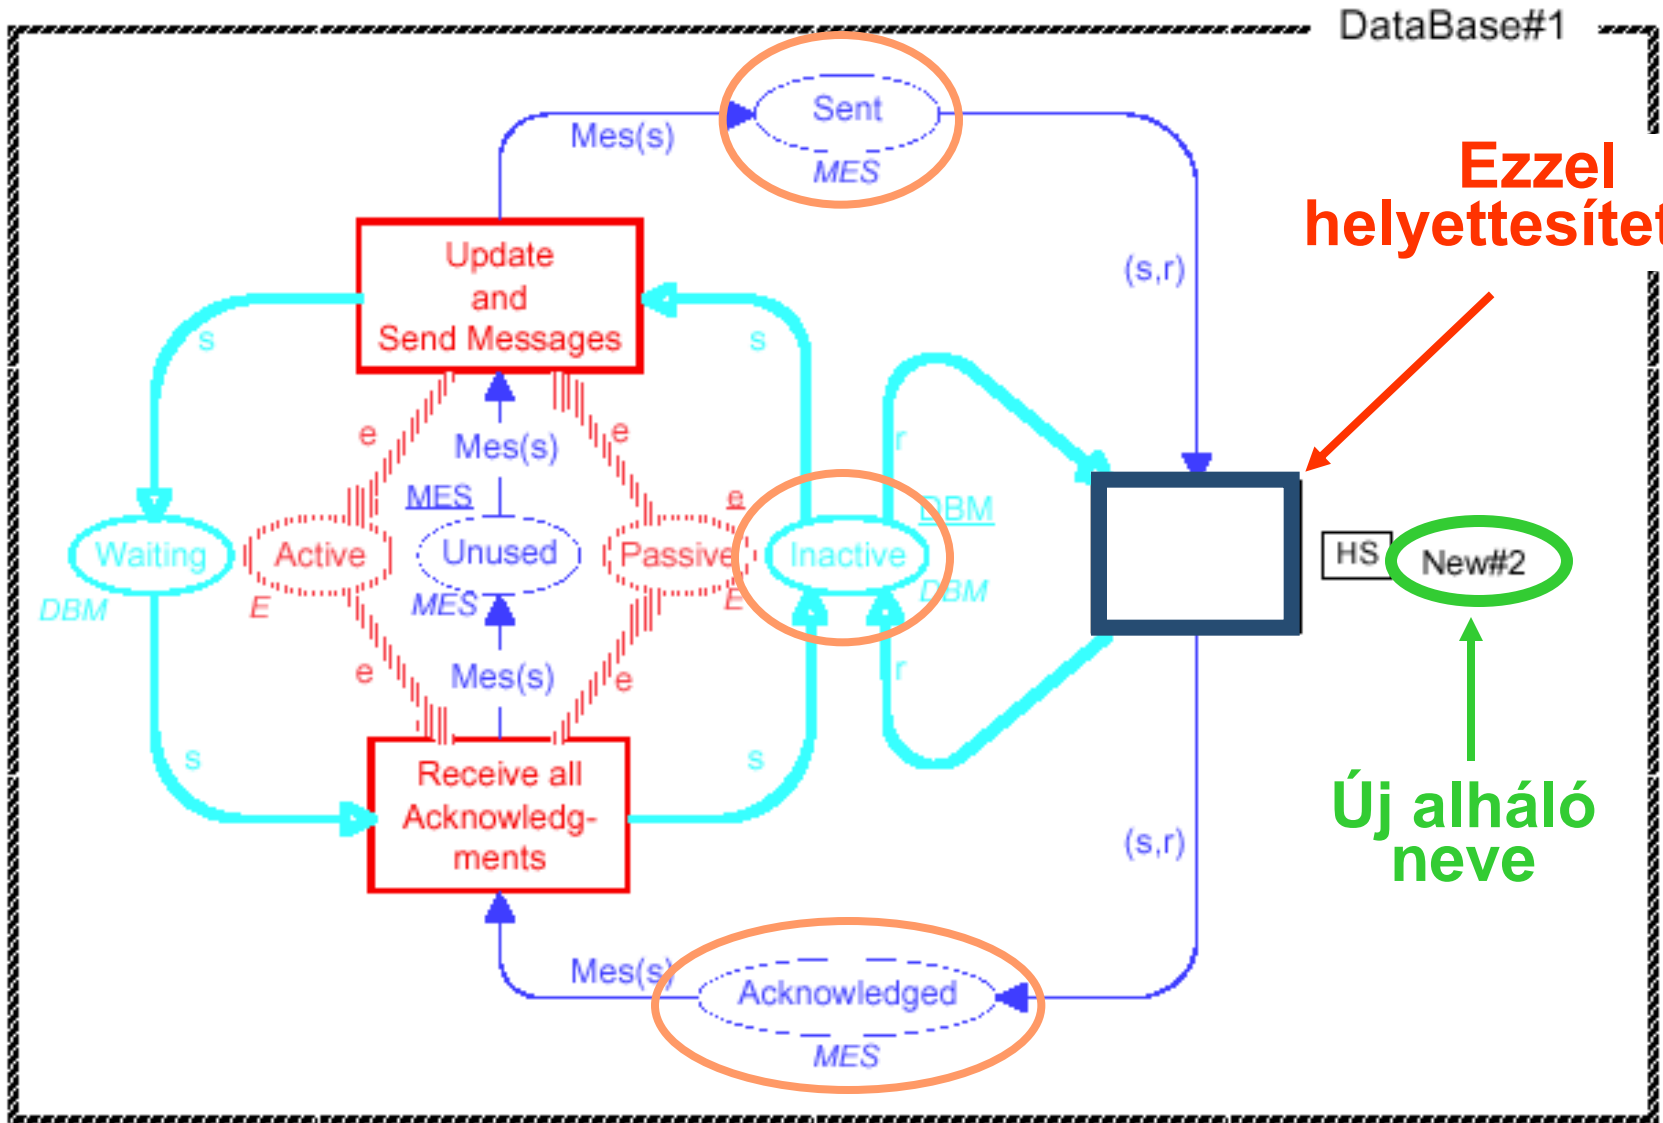 DataBase#1
Sent
MES
Mes(s)
(s,r)
Ezzel
helyettesítet
Update
and
Send Messages
s
s
e
Mes(s)
e
r
MES
e
DBM
Waiting
Active
Unused
Passive
Inactive
HS
New#2
DBM
E
MES
E
DBM
e
Mes(s)
e
r
s
s
Receive all
Acknowledg-
ments
Új alháló
neve
(s,r)
Mes(s)
Acknowledged
MES